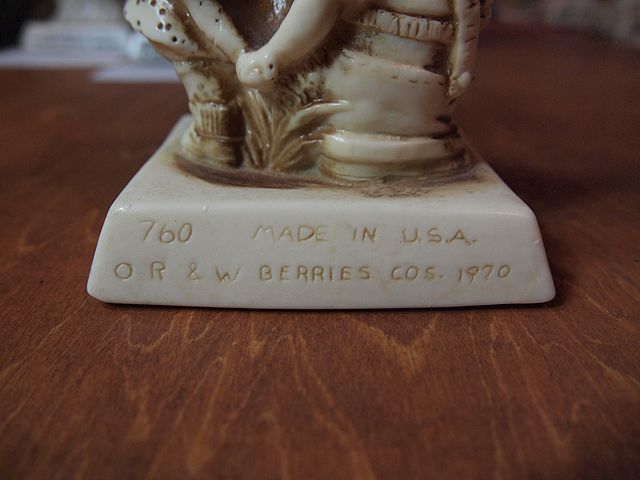 760 MADE IN U.S.A.
O R & W BERRIES COS. 1970